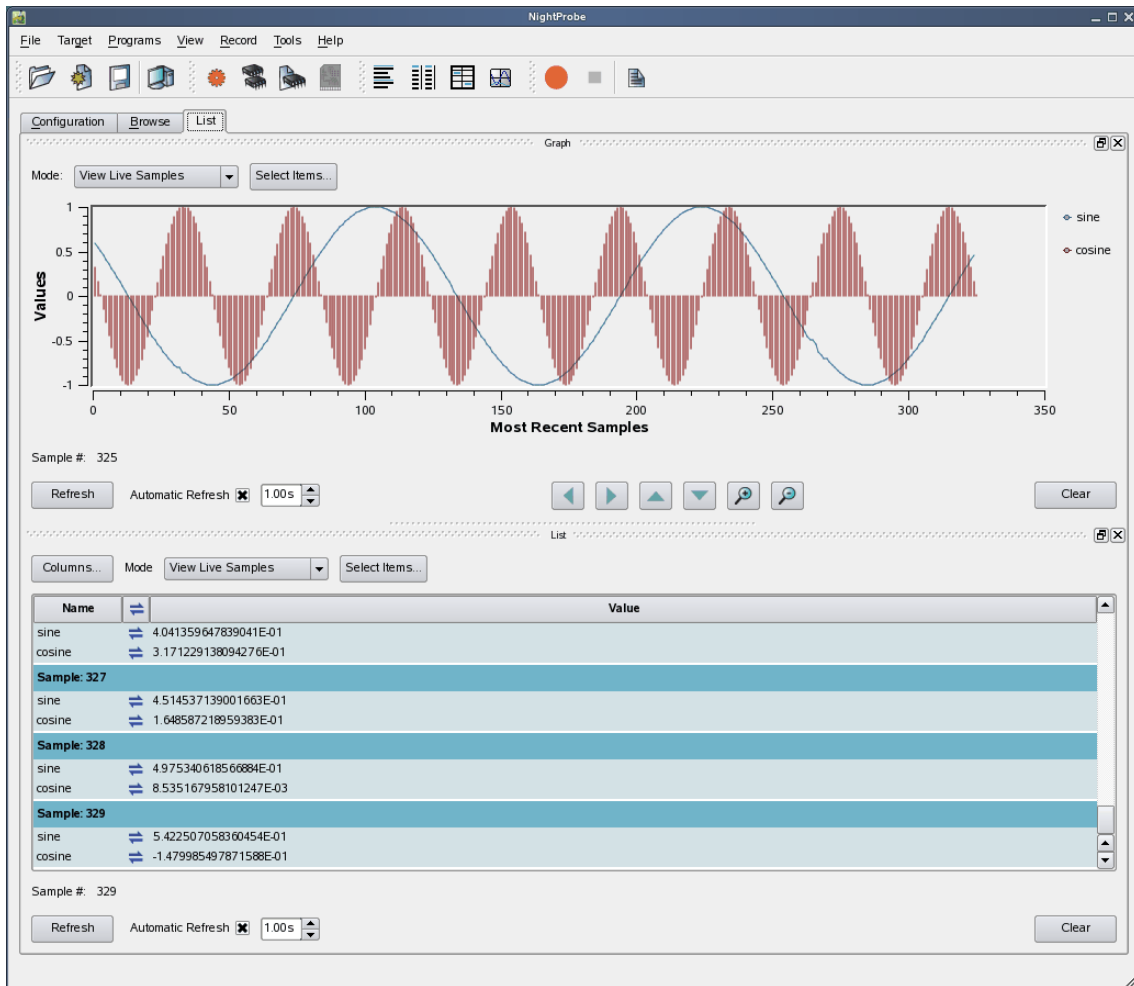 NightProbe
File Target Programs View Record Tools Help
Configuration Browse List
Graph
Mode: View Live Samples Select Items...
1
0.5
0
-0.5
-1
Values
sine
cosine
0 50 100 150 200 250 300 350
Most Recent Samples
Sample #: 325
Refresh Automatic Refresh 1.00s Clear
List
Columns... Mode View Live Samples Select Items...
Name Value
sine 4.041359647839041E-01
cosine 3.171229138094276E-01
Sample: 327
sine 4.514537139001663E-01
cosine 1.648587218959383E-01
Sample: 328
sine 4.975340618566884E-01
cosine 8.535167958101247E-03
Sample: 329
sine 5.422507058360454E-01
cosine -1.479985497871588E-01
Sample #: 329
Refresh Automatic Refresh 1.00s Clear